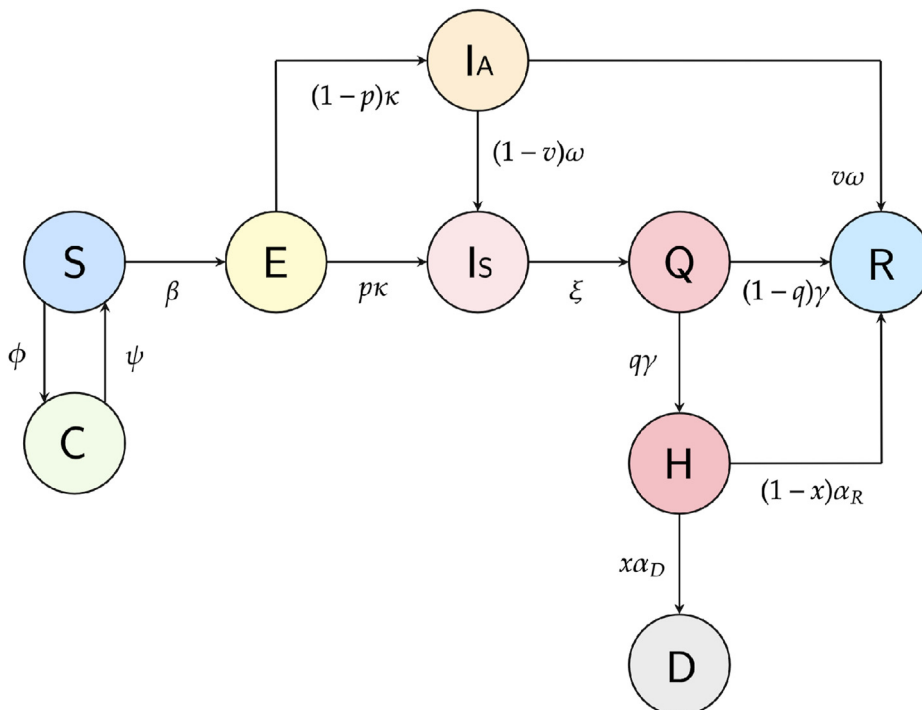 I_A
(1 − p)κ
(1 − v)ω
vω
S
E
I_S
Q
R
β
pκ
ξ
(1 − q)γ
ϕ
ψ
qγ
C
H
(1 − x)α_R
xα_D
D